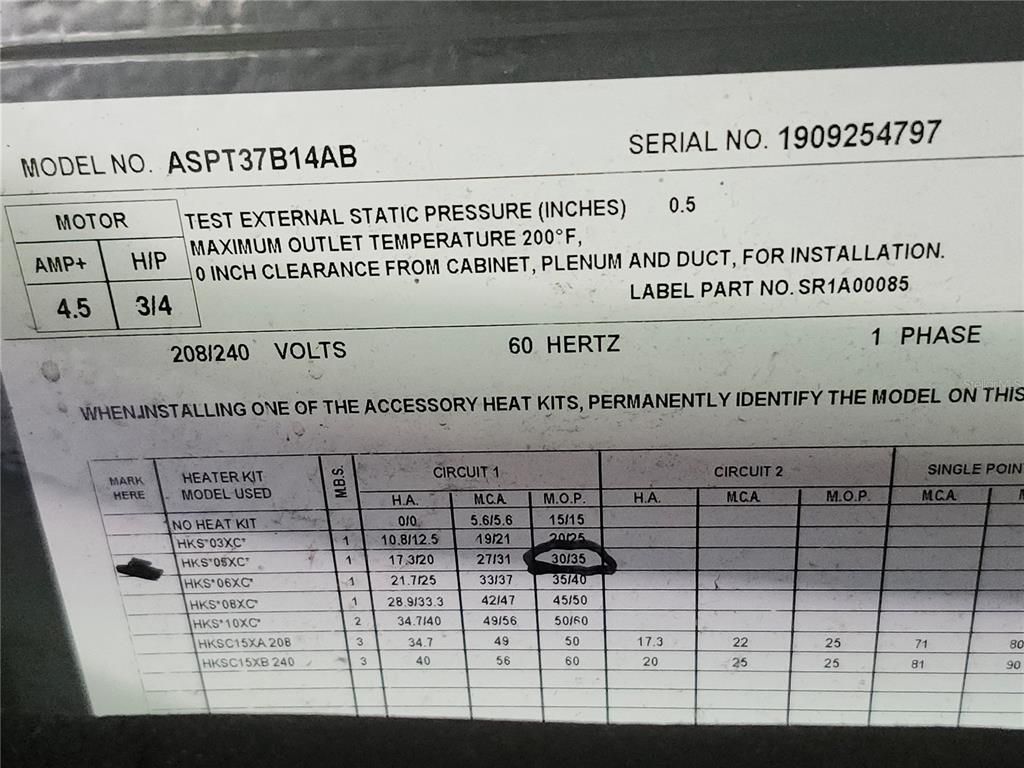 MODEL NO. ASPT37B14AB
SERIAL NO. 1909254797
MOTOR
AMP+ H/P
4.5 3/4
TEST EXTERNAL STATIC PRESSURE (INCHES) 0.5
MAXIMUM OUTLET TEMPERATURE 200°F,
0 INCH CLEARANCE FROM CABINET, PLENUM AND DUCT, FOR INSTALLATION.
LABEL PART NO. SR1A00085
208/240 VOLTS 60 HERTZ 1 PHASE
WHEN INSTALLING ONE OF THE ACCESSORY HEAT KITS, PERMANENTLY IDENTIFY THE MODEL ON THIS
MARK HERE HEATER KIT MODEL USED M.B.S. CIRCUIT 1 CIRCUIT 2 SINGLE POIN
H.A. M.C.A. M.O.P. H.A. M.C.A. M.O.P. M.C.A. M
NO HEAT KIT 0/0 5.6/5.6 15/15
HKS*03XC* 1 10.8/12.5 19/21 20/25
HKS*05XC* 1 17.3/20 27/31 30/35
HKS*06XC* 1 21.7/25 33/37 35/40
HKS*08XC* 1 28.9/33.3 42/47 45/50
HKS*10XC* 2 34.7/40 49/56 50/60
HKSC15XA 208 3 34.7 49 50 17.3 22 25 71 80
HKSC15XB 240 3 40 56 60 20 25 25 81 90